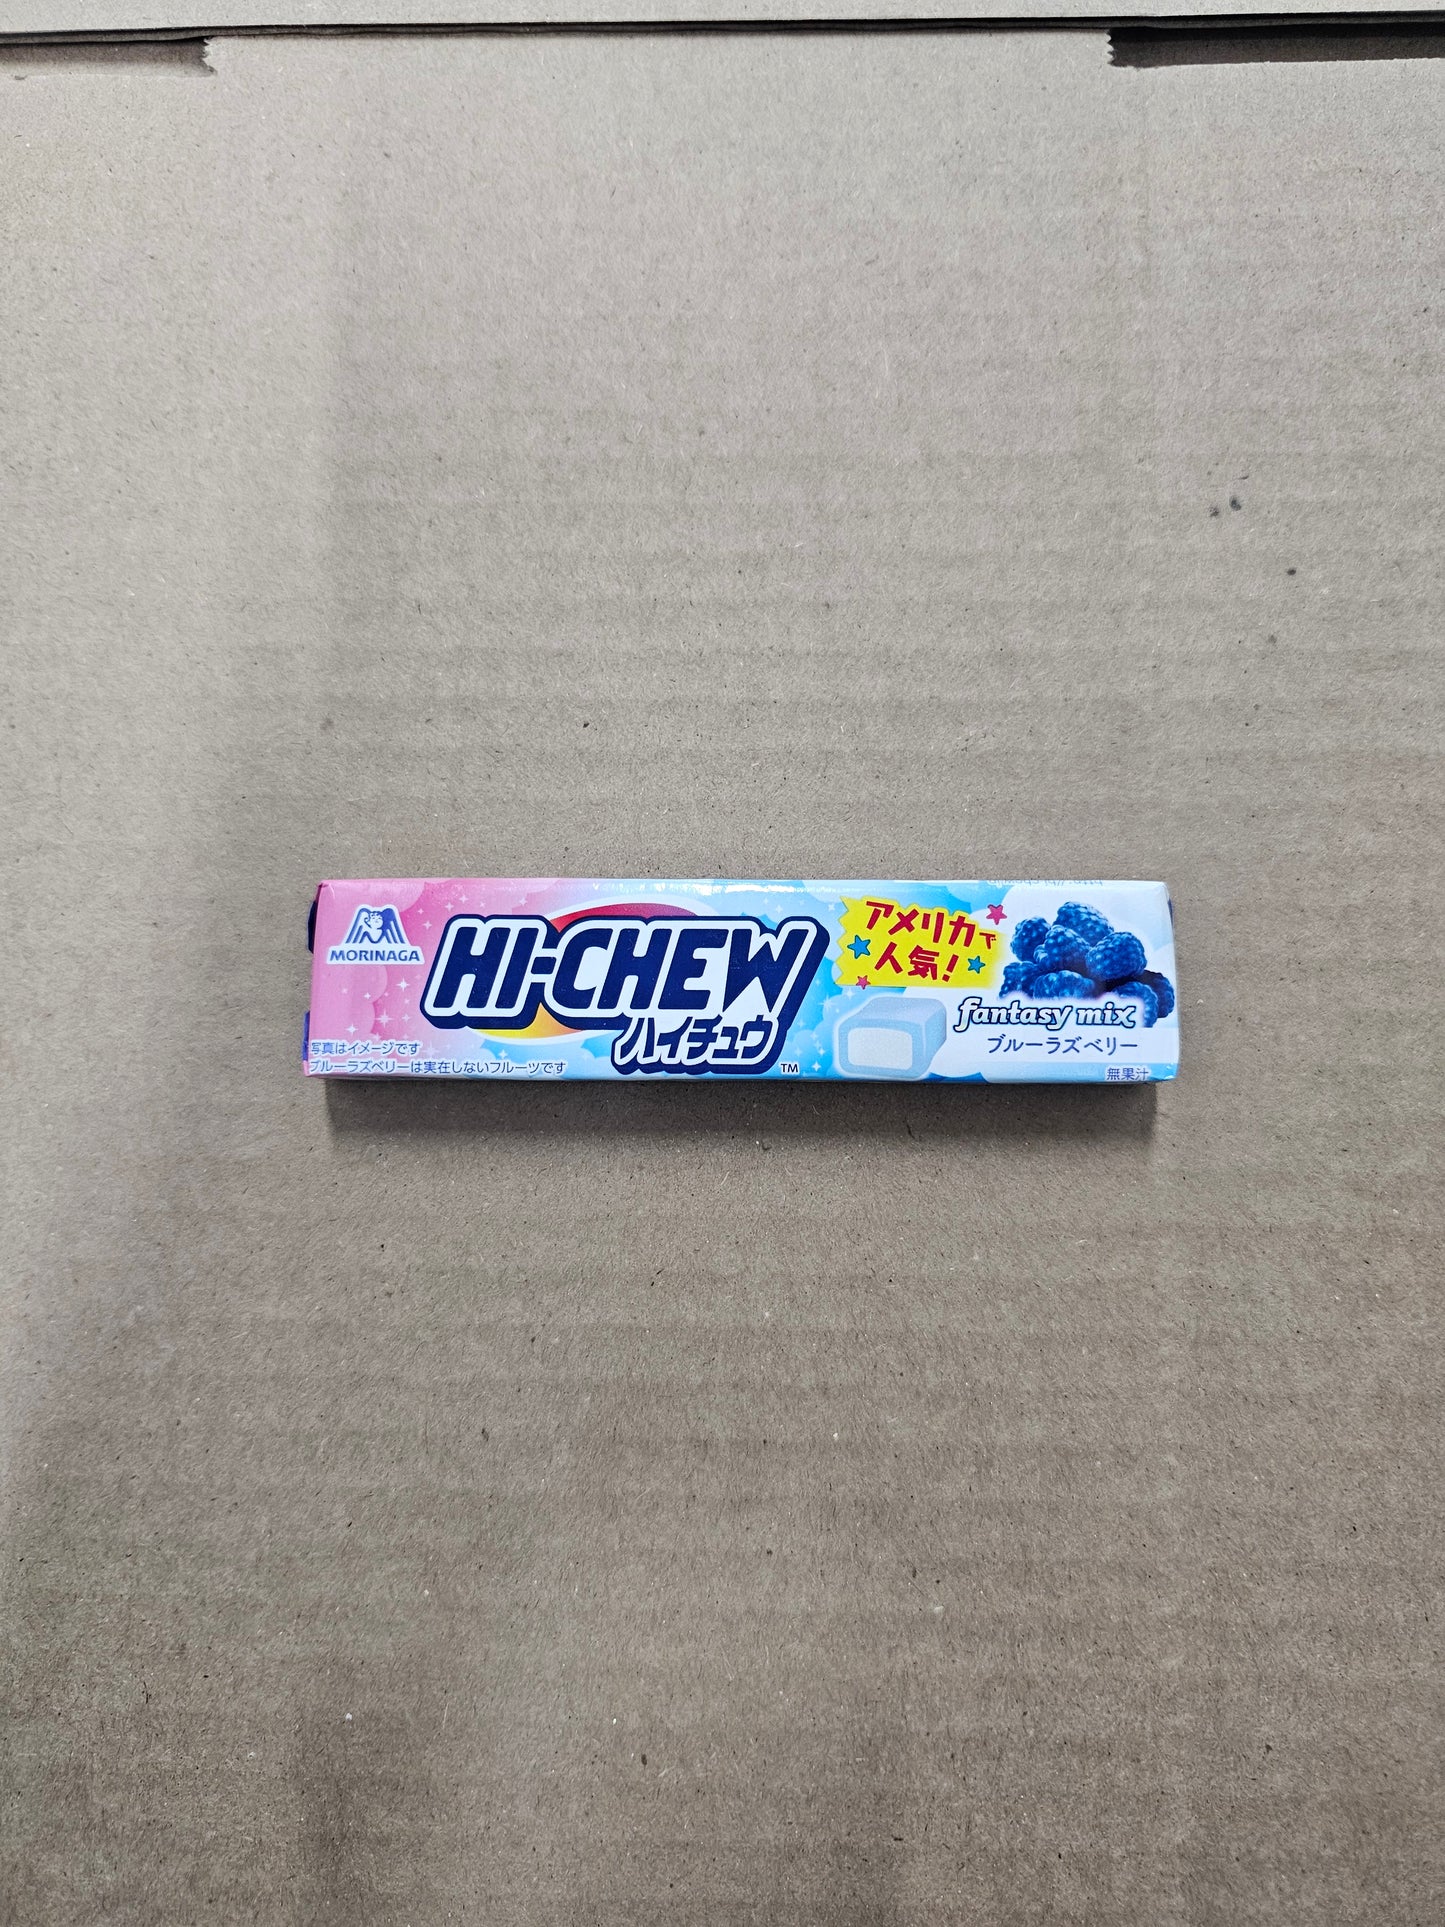 MORINAGA
HI-CHEW
ハイチュウ
TM
アメリカで
人気!
fantasy mix
ブルーラズベリー
写真はイメージです
ブルーラズベリーは実在しないフルーツです
無果汁